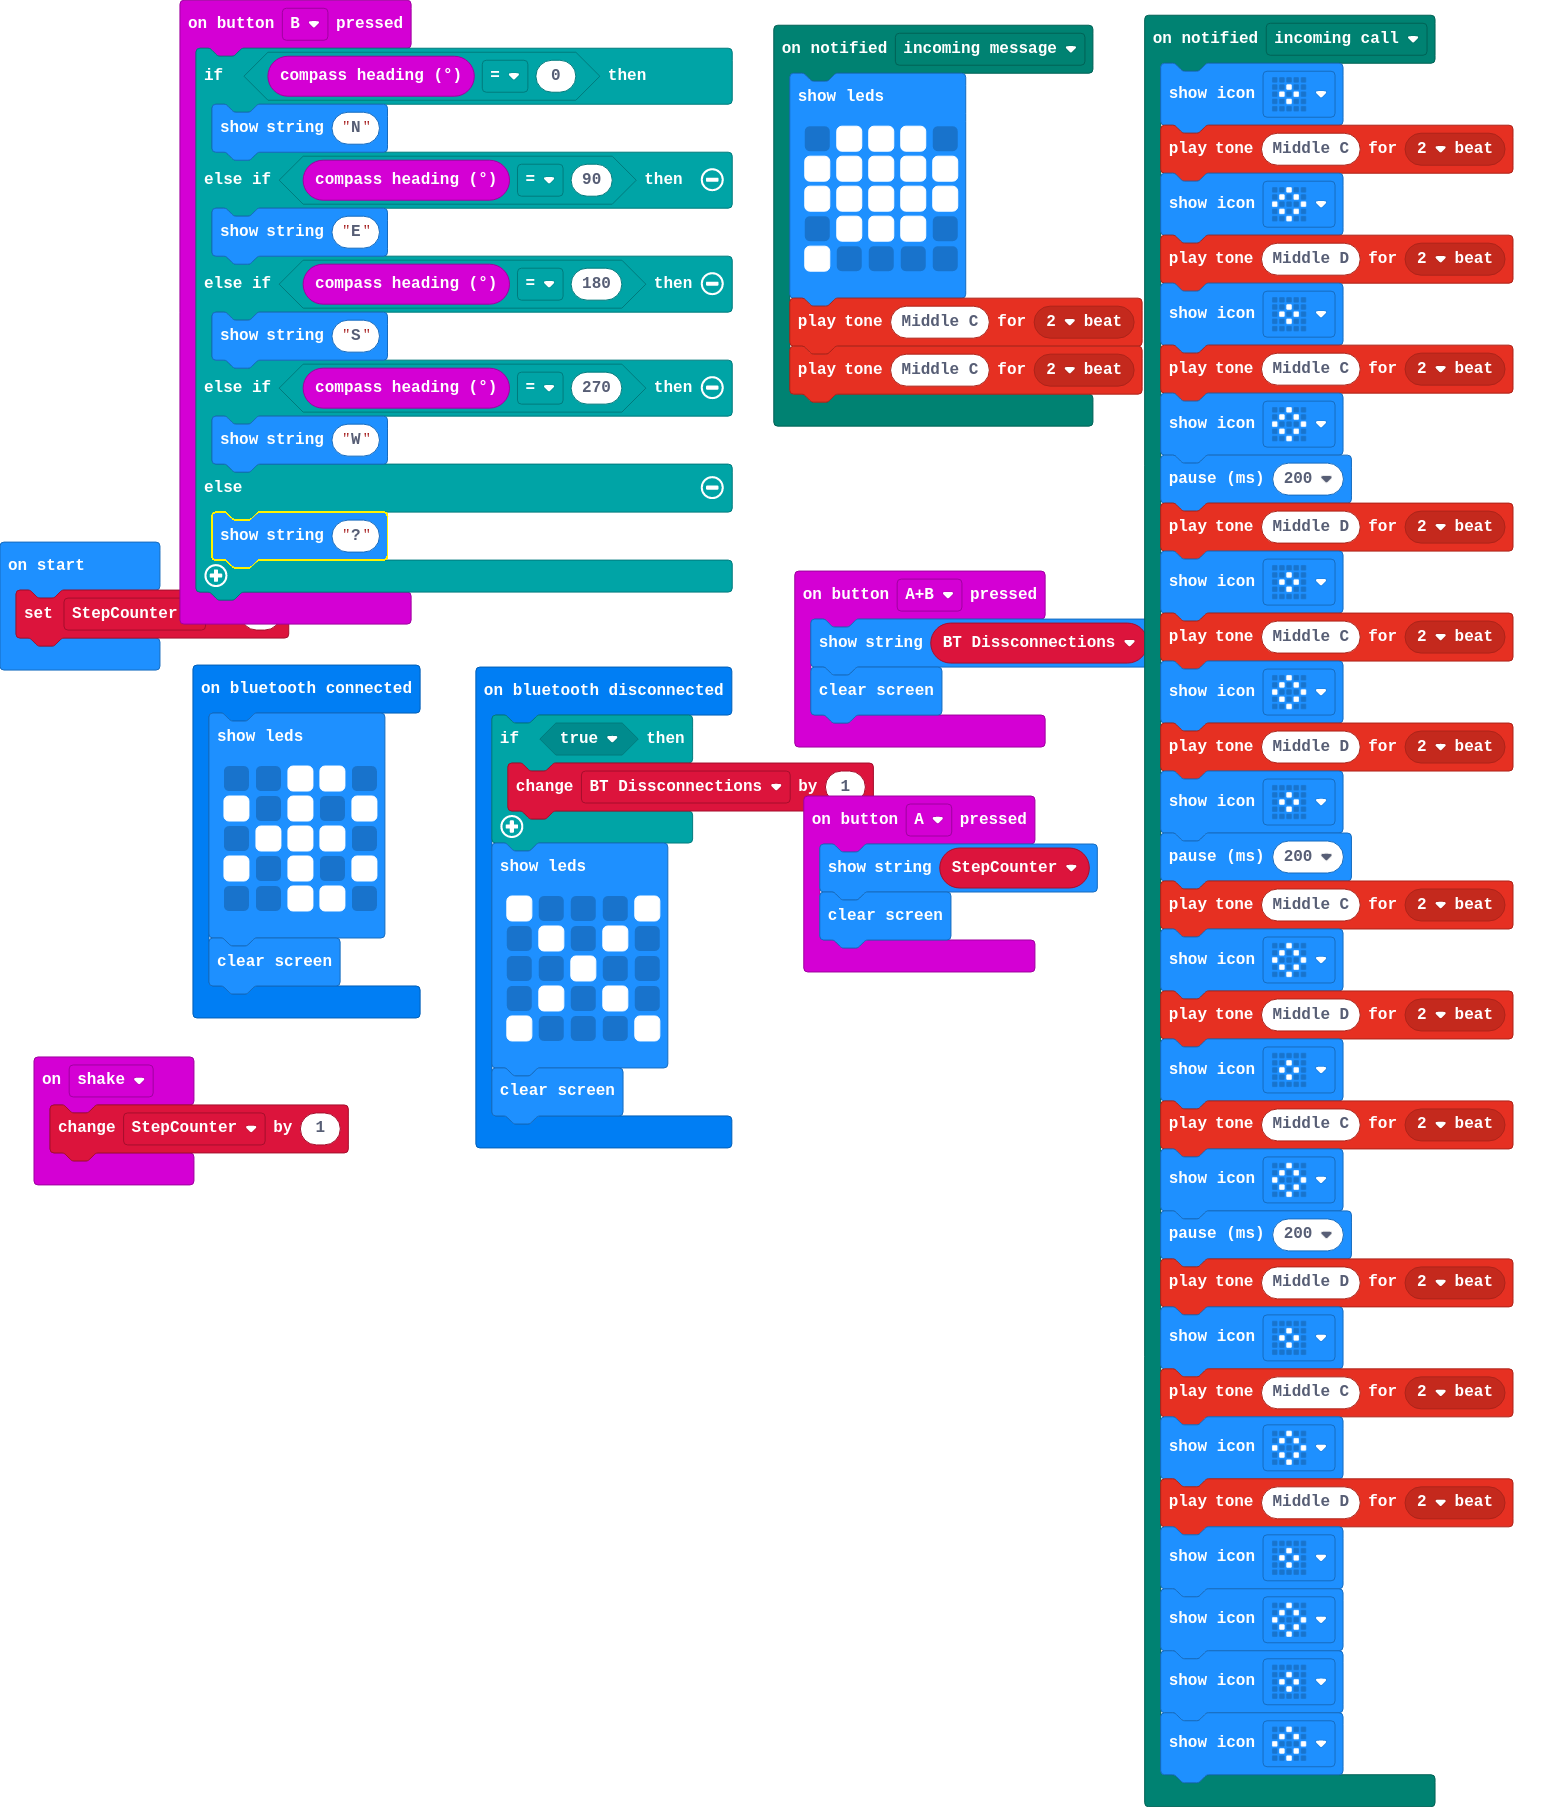 on button B pressed
if compass heading (°) = 0 then
show string "N"
else if compass heading (°) = 90 then
show string "E"
else if compass heading (°) = 180 then
show string "S"
else if compass heading (°) = 270 then
show string "W"
else
show string "?"
on start
set StepCounter
on bluetooth connected
show leds
clear screen
on shake
change StepCounter by 1
on bluetooth disconnected
if true then
change BT Dissconnections by 1
show leds
clear screen
on notified incoming message
show leds
play tone Middle C for 2 beat
play tone Middle C for 2 beat
on button A+B pressed
show string BT Dissconnections
clear screen
on button A pressed
show string StepCounter
clear screen
on notified incoming call
show icon
play tone Middle C for 2 beat
show icon
play tone Middle D for 2 beat
show icon
play tone Middle C for 2 beat
show icon
pause (ms) 200
play tone Middle D for 2 beat
show icon
play tone Middle C for 2 beat
show icon
play tone Middle D for 2 beat
show icon
pause (ms) 200
play tone Middle C for 2 beat
show icon
play tone Middle D for 2 beat
show icon
play tone Middle C for 2 beat
show icon
pause (ms) 200
play tone Middle D for 2 beat
show icon
play tone Middle C for 2 beat
show icon
play tone Middle D for 2 beat
show icon
show icon
show icon
show icon